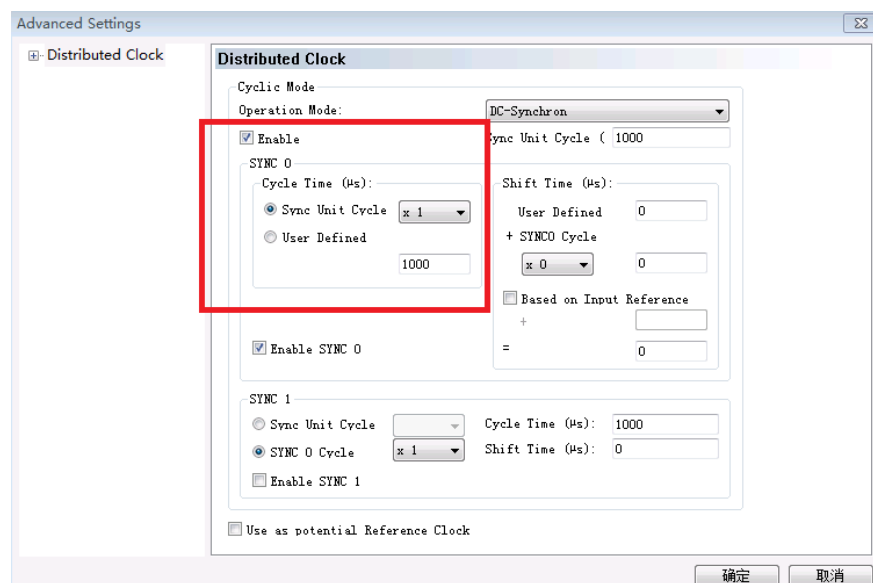 Advanced Settings
Distributed Clock
Distributed Clock
Cyclic Mode
Operation Mode:
DC-Synchron
Enable
Sync Unit Cycle (
1000
SYNC 0
Cycle Time (µs):
Sync Unit Cycle
x 1
User Defined
1000
Shift Time (µs):
User Defined
0
+ SYNC0 Cycle
x 0
0
Based on Input Reference
+
Enable SYNC 0
=
0
SYNC 1
Sync Unit Cycle
Cycle Time (µs):
1000
SYNC 0 Cycle
x 1
Shift Time (µs):
0
Enable SYNC 1
Use as potential Reference Clock
确定
取消